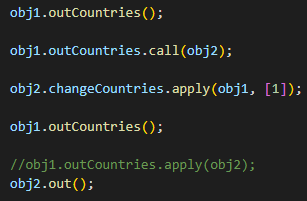 obj1.outCountries();
obj1.outCountries.call(obj2);
obj2.changeCountries.apply(obj1, [1]);
obj1.outCountries();
//obj1.outCountries.apply(obj2);
obj2.out();